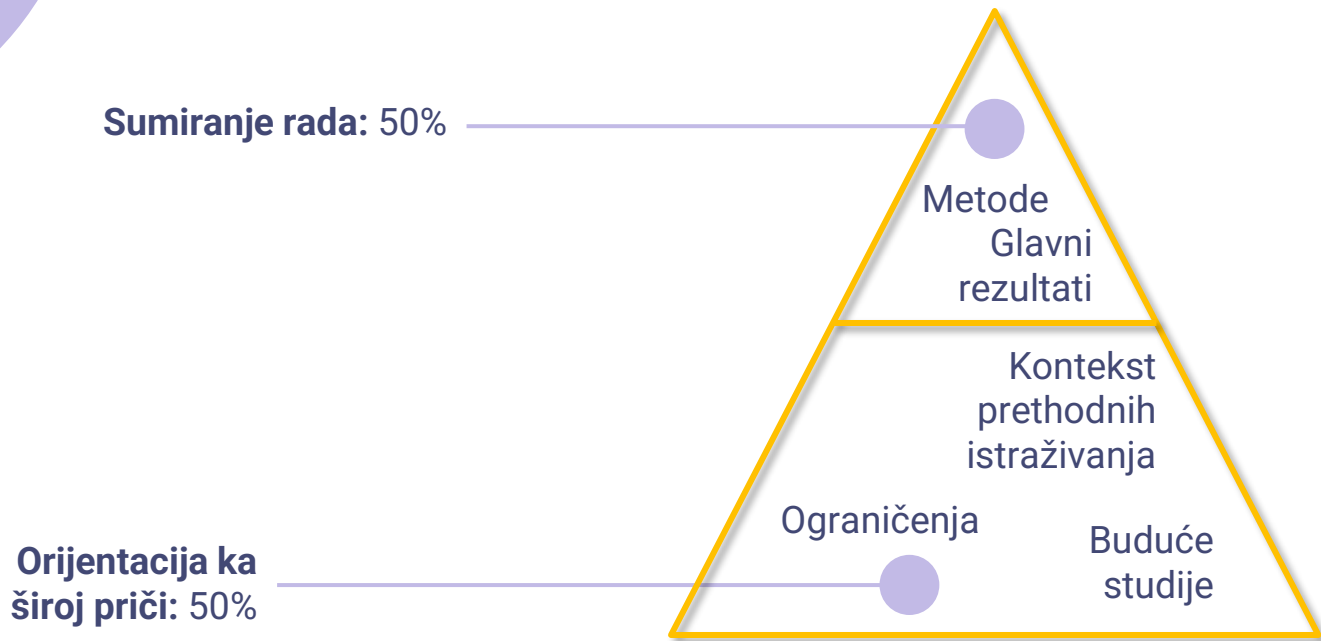 Sumiranje rada: 50%
Metode
Glavni
rezultati
Kontekst
prethodnih
istraživanja
Ograničenja
Buduće
studije
Orijentacija ka
široj priči: 50%